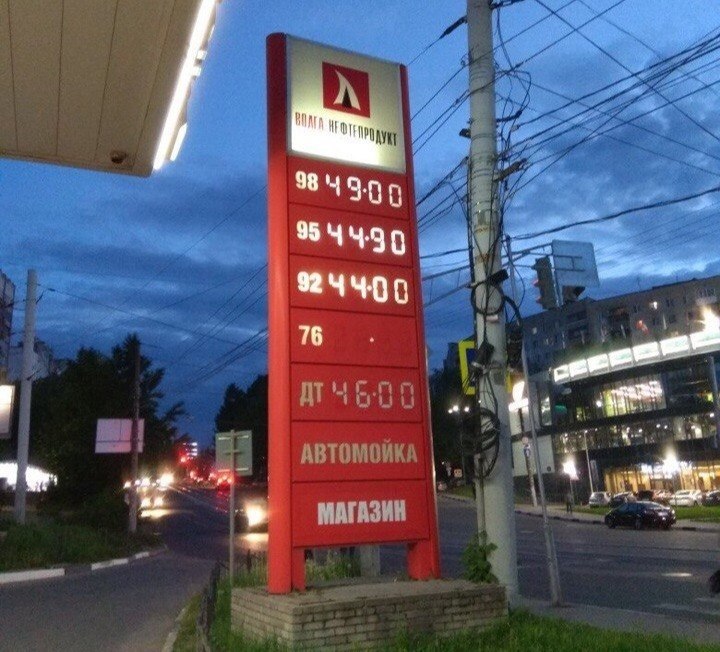 ВОЛГА НЕФТЕПРОДУКТ
98 49.00
95 44.90
92 44.00
76 .
ДТ 46.00
АВТОМОЙКА
МАГАЗИН